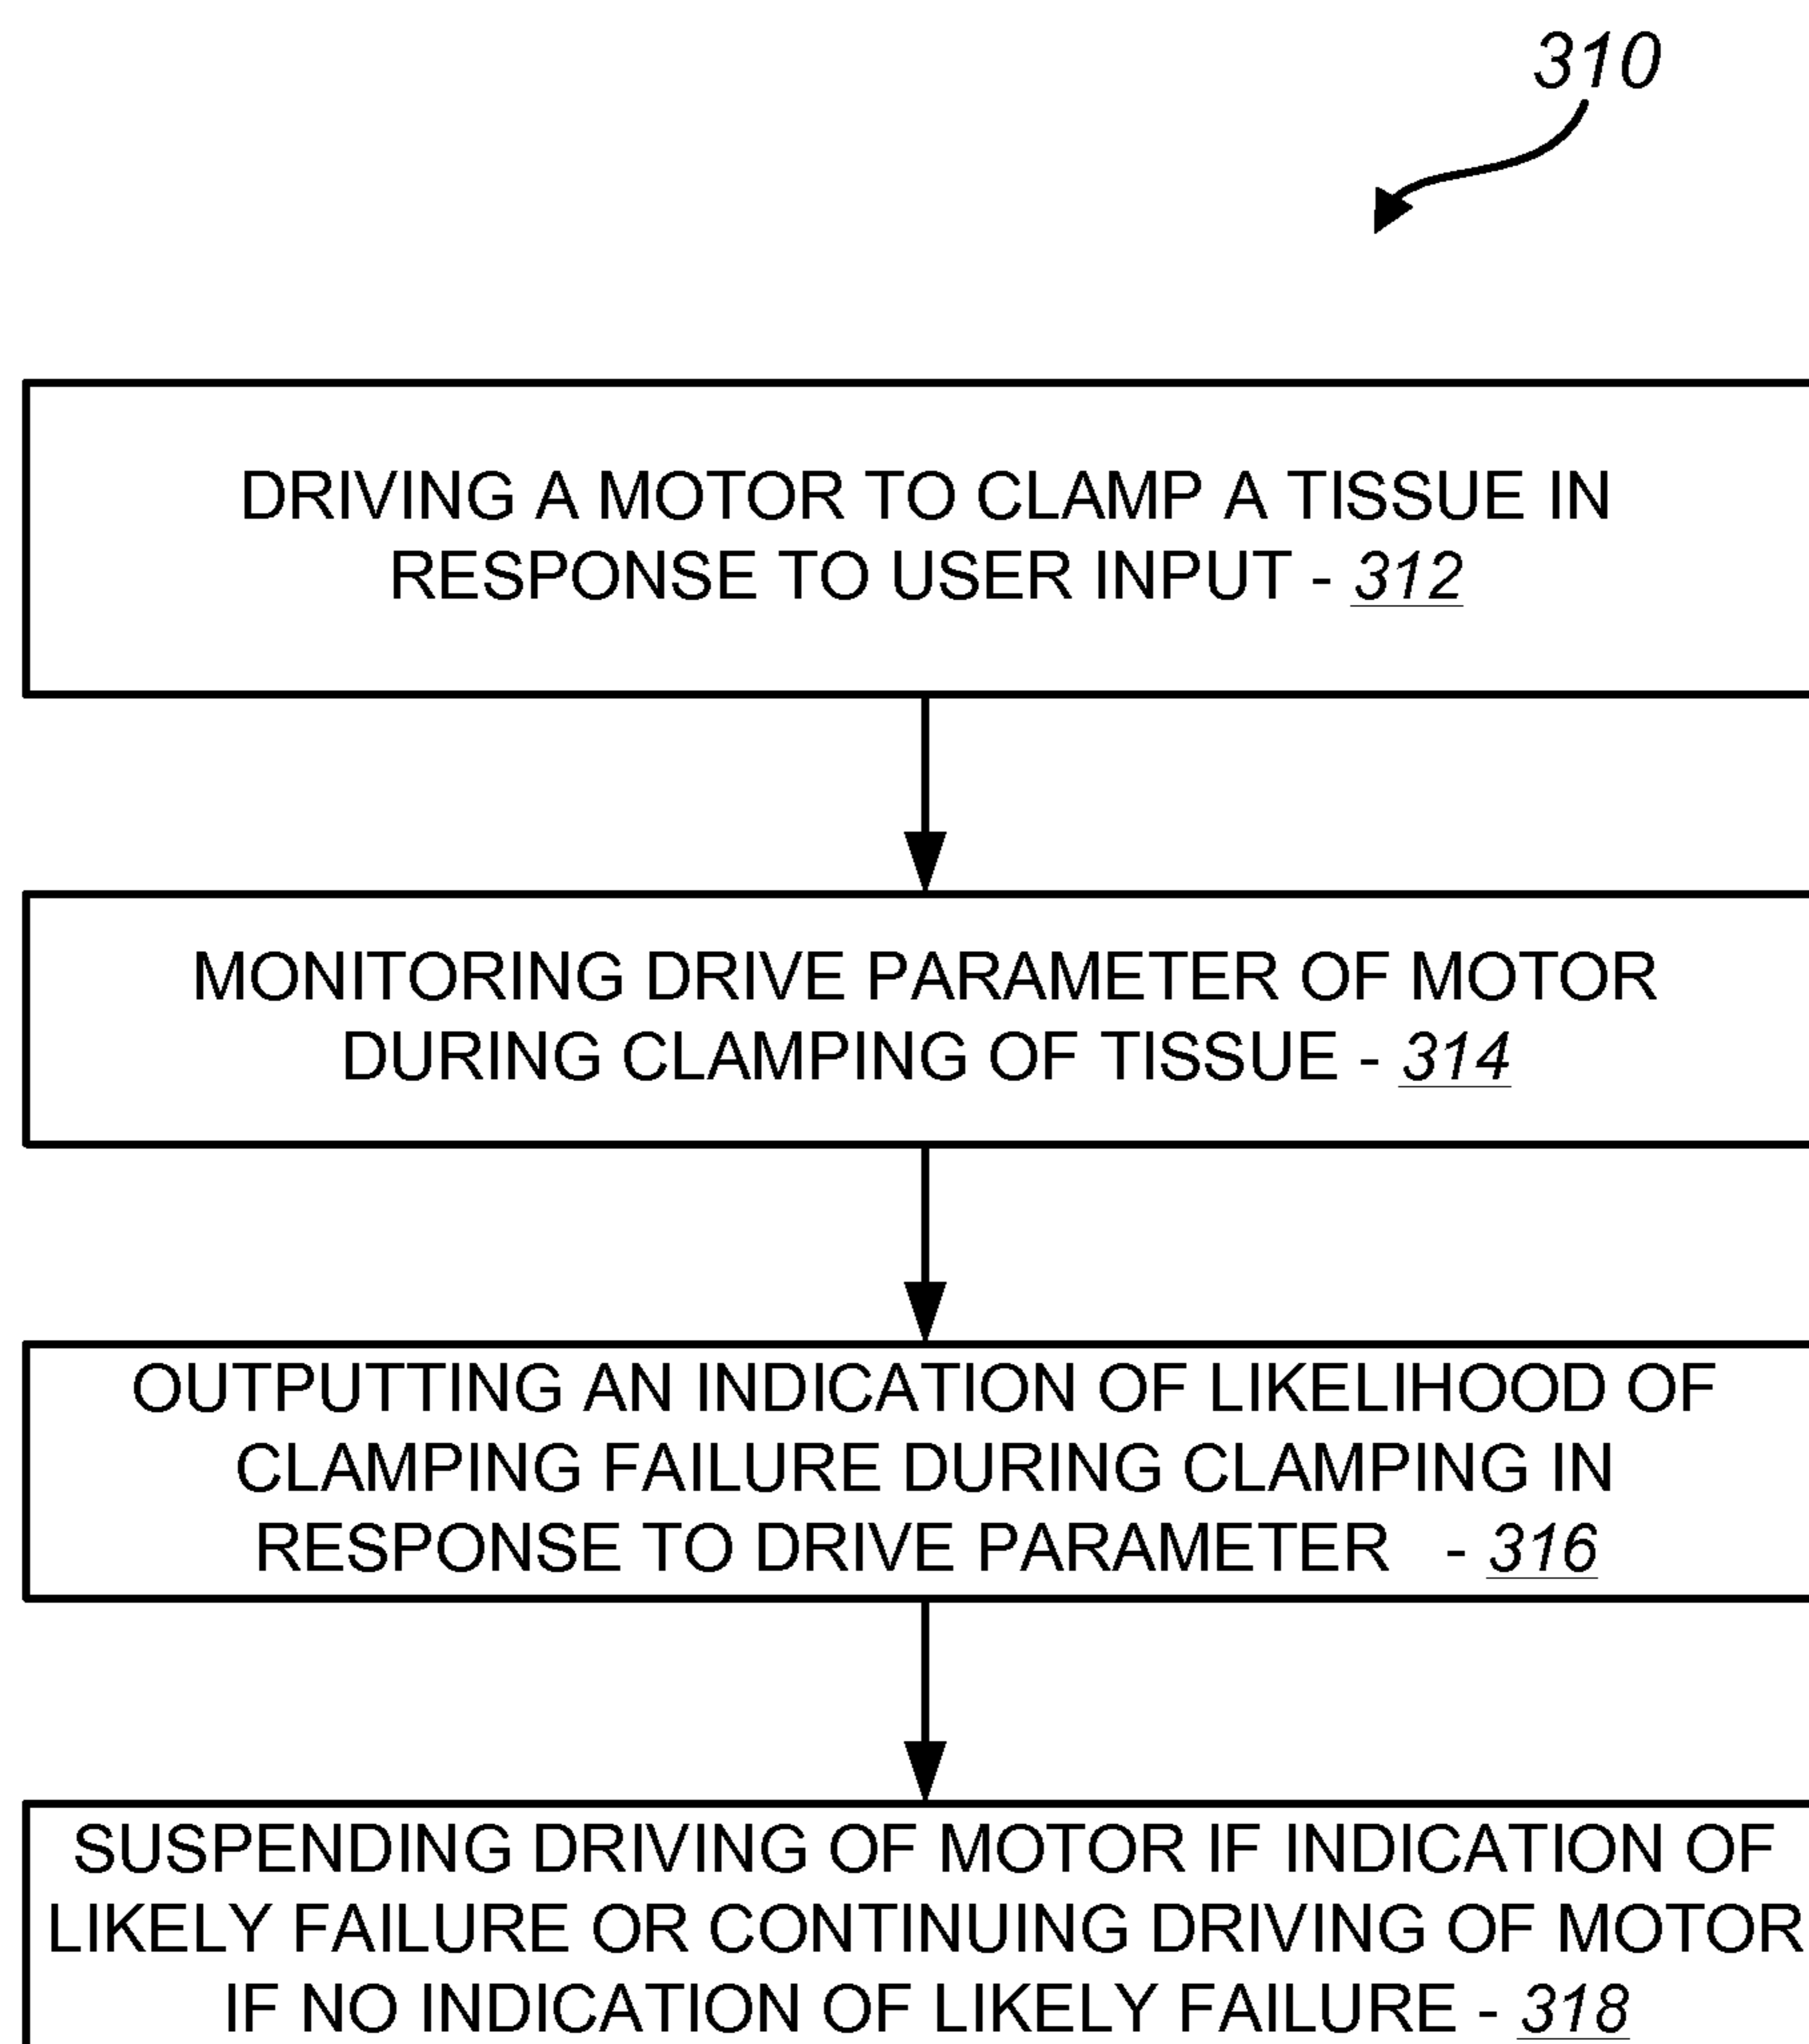 310
DRIVING A MOTOR TO CLAMP A TISSUE IN
RESPONSE TO USER INPUT - 312
MONITORING DRIVE PARAMETER OF MOTOR
DURING CLAMPING OF TISSUE - 314
OUTPUTTING AN INDICATION OF LIKELIHOOD OF
CLAMPING FAILURE DURING CLAMPING IN
RESPONSE TO DRIVE PARAMETER - 316
SUSPENDING DRIVING OF MOTOR IF INDICATION OF
LIKELY FAILURE OR CONTINUING DRIVING OF MOTOR
IF NO INDICATION OF LIKELY FAILURE - 318